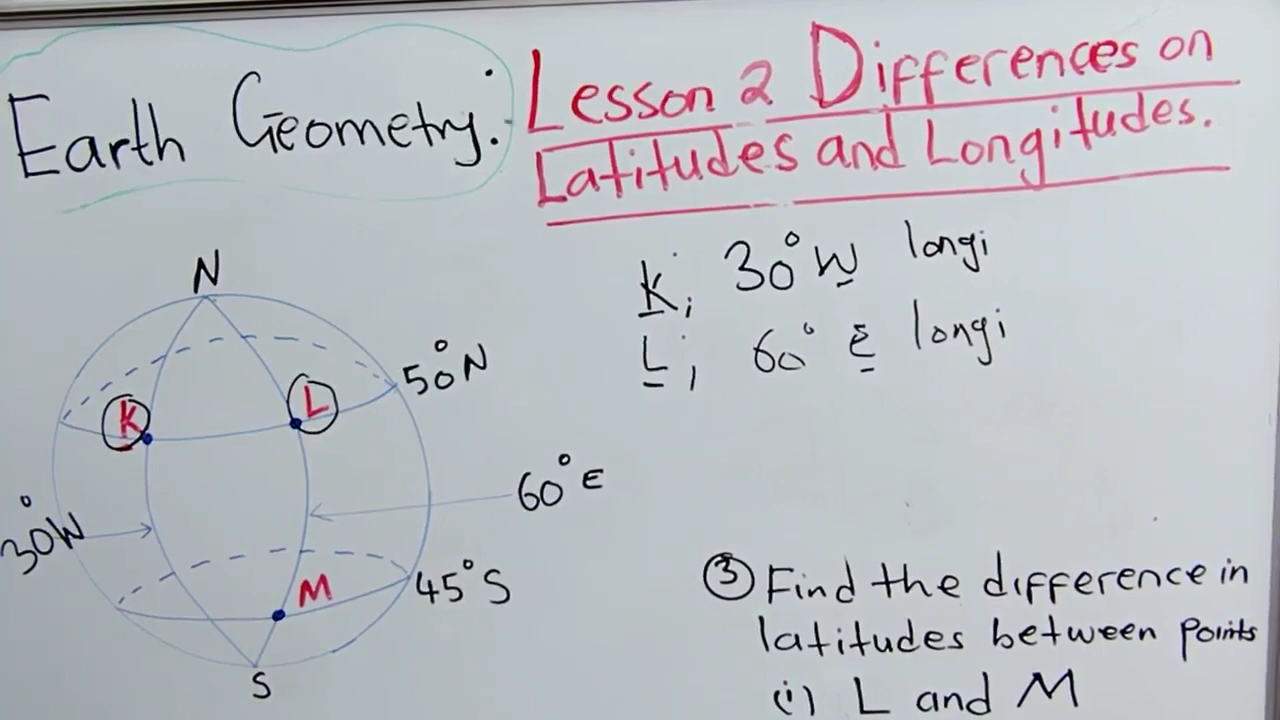 Earth Geometry:
Lesson 2 Differences on
Latitudes and Longitudes.
K; 30°W longi
L; 60° E longi
N
K
L
50°N
60°E
30°W
M
45°S
S
③ Find the difference in
latitudes between points
(i) L and M